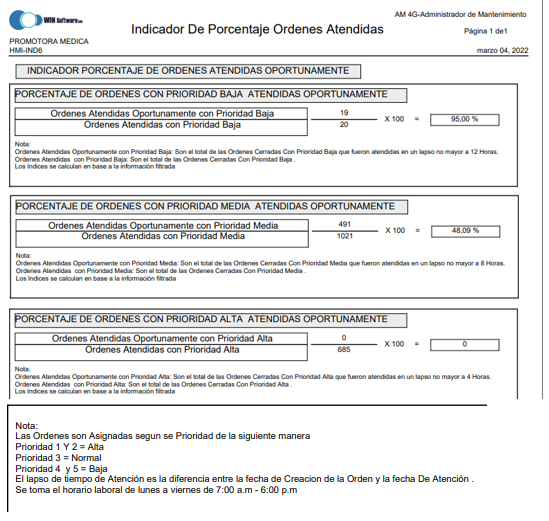 WIN Software
AM 4G-Administrador de Mantenimiento
Indicador De Porcentaje Ordenes Atendidas
Página 1 de1
PROMOTORA MEDICA
HMI-IND6
marzo 04, 2022
INDICADOR PORCENTAJE DE ORDENES ATENDIDAS OPORTUNAMENTE
PORCENTAJE DE ORDENES CON PRIORIDAD BAJA ATENDIDAS OPORTUNAMENTE
Ordenes Atendidas Oportunamente con Prioridad Baja 19
Ordenes Atendidas con Prioridad Baja 20
X 100 = 95,00 %
Nota:
Ordenes Atendidas Oportunamente con Prioridad Baja: Son el total de las Ordenes Cerradas Con Prioridad Baja que fueron atendidas en un lapso no mayor a 12 Horas.
Ordenes Atendidas con Prioridad Baja: Son el total de las Ordenes Cerradas Con Prioridad Baja .
Los Indices se calculan en base a la información filtrada
PORCENTAJE DE ORDENES CON PRIORIDAD MEDIA ATENDIDAS OPORTUNAMENTE
Ordenes Atendidas Oportunamente con Prioridad Media 491
Ordenes Atendidas con Prioridad Media 1021
X 100 = 48,09 %
Nota:
Ordenes Atendidas Oportunamente con Prioridad Media: Son el total de las Ordenes Cerradas Con Prioridad Media que fueron atendidas en un lapso no mayor a 8 Horas.
Ordenes Atendidas con Prioridad Media: Son el total de las Ordenes Cerradas Con Prioridad Media .
Los Indices se calculan en base a la información filtrada
PORCENTAJE DE ORDENES CON PRIORIDAD ALTA ATENDIDAS OPORTUNAMENTE
Ordenes Atendidas Oportunamente con Prioridad Alta 0
Ordenes Atendidas con Prioridad Alta 685
X 100 = 0
Nota:
Ordenes Atendidas Oportunamente con Prioridad Alta: Son el total de las Ordenes Cerradas Con Prioridad Alta que fueron atendidas en un lapso no mayor a 4 Horas.
Ordenes Atendidas con Prioridad Alta: Son el total de las Ordenes Cerradas Con Prioridad Alta .
Los Indices se calculan en base a la información filtrada
Nota:
Las Ordenes son Asignadas segun se Prioridad de la siguiente manera
Prioridad 1 Y 2 = Alta
Prioridad 3 = Normal
Prioridad 4 y 5 = Baja
El lapso de tiempo de Atención es la diferencia entre la fecha de Creacion de la Orden y la fecha De Atención .
Se toma el horario laboral de lunes a viernes de 7:00 a.m - 6:00 p.m